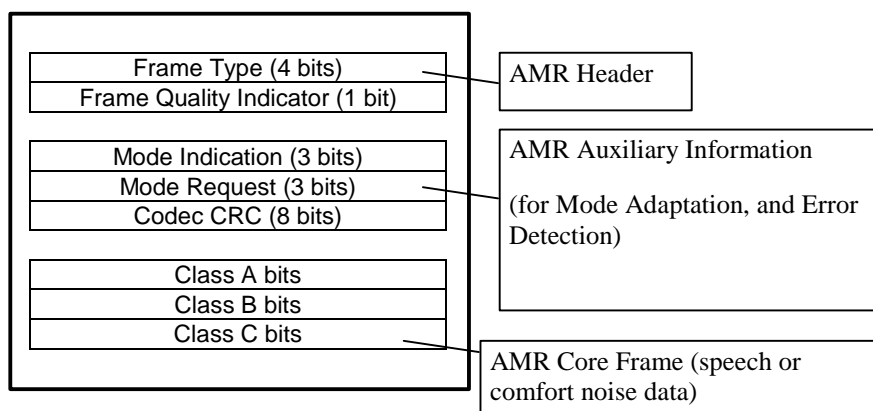 Frame Type (4 bits)
Frame Quality Indicator (1 bit)
AMR Header
Mode Indication (3 bits)
Mode Request (3 bits)
Codec CRC (8 bits)
AMR Auxiliary Information
(for Mode Adaptation, and Error
Detection)
Class A bits
Class B bits
Class C bits
AMR Core Frame (speech or
comfort noise data)